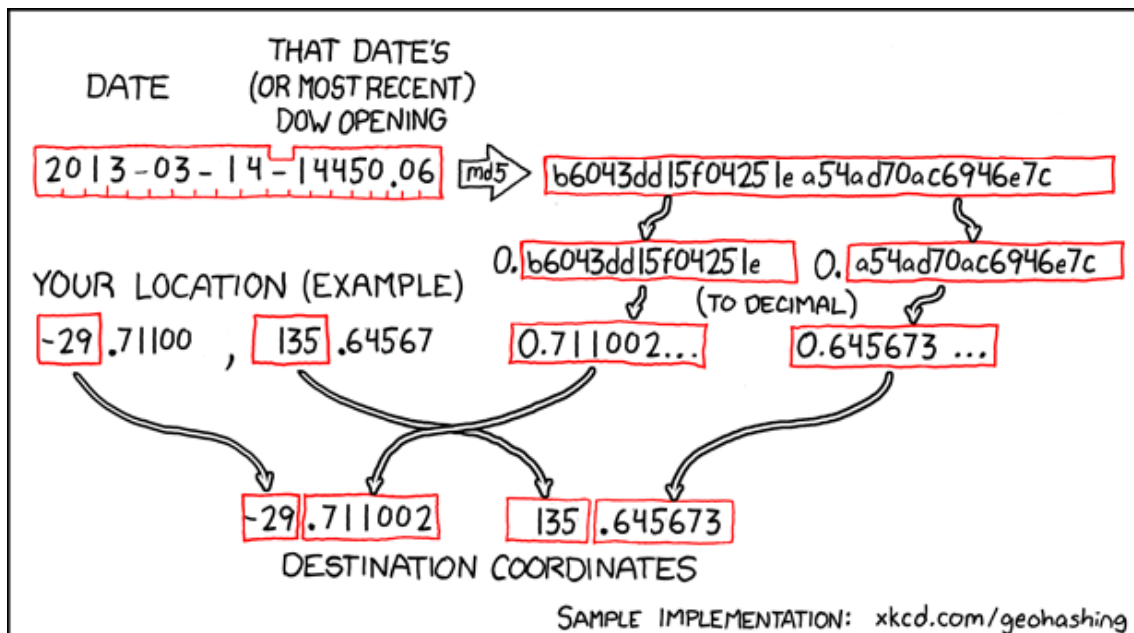 DATE
THAT DATE'S
(OR MOST RECENT)
DOW OPENING
2013-03-14-14450.06
md5
b6043dd15f04251ea54ad70ac6946e7c
0.b6043dd15f04251e
0.a54ad70ac6946e7c
YOUR LOCATION (EXAMPLE)
(TO DECIMAL)
-29.71100, 135.64567
0.711002...
0.645673...
-29.711002
135.645673
DESTINATION COORDINATES
SAMPLE IMPLEMENTATION: xkcd.com/geohashing